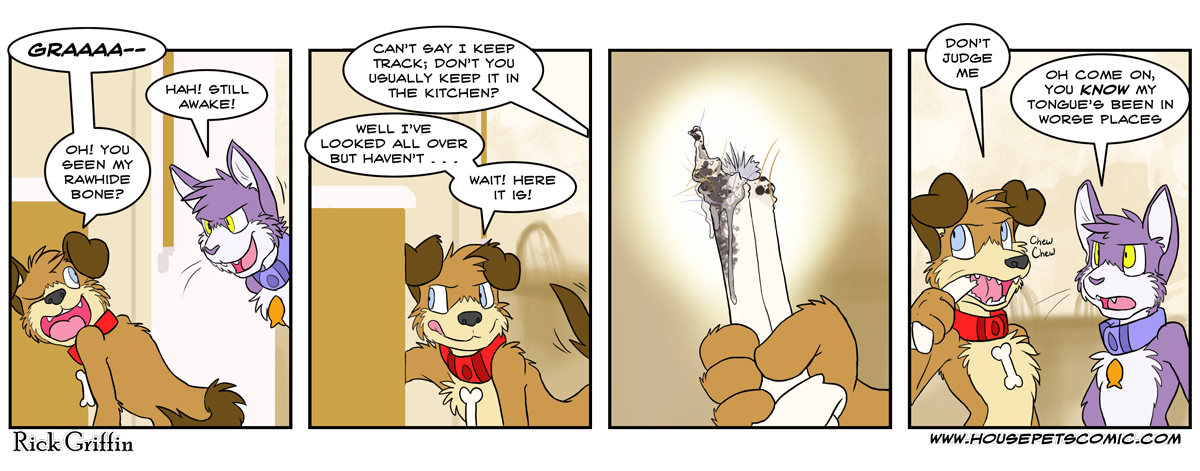 GRAAAA--
HAH! STILL
AWAKE!
OH! YOU
SEEN MY
RAWHIDE
BONE?
CAN'T SAY I KEEP
TRACK; DON'T YOU
USUALLY KEEP IT IN
THE KITCHEN?
WELL I'VE
LOOKED ALL OVER
BUT HAVEN'T . . .
WAIT! HERE
IT IS!
DON'T
JUDGE
ME
OH COME ON,
YOU KNOW MY
TONGUE'S BEEN IN
WORSE PLACES
Chew
Chew
Rick Griffin
WWW.HOUSEPETSCOMIC.COM